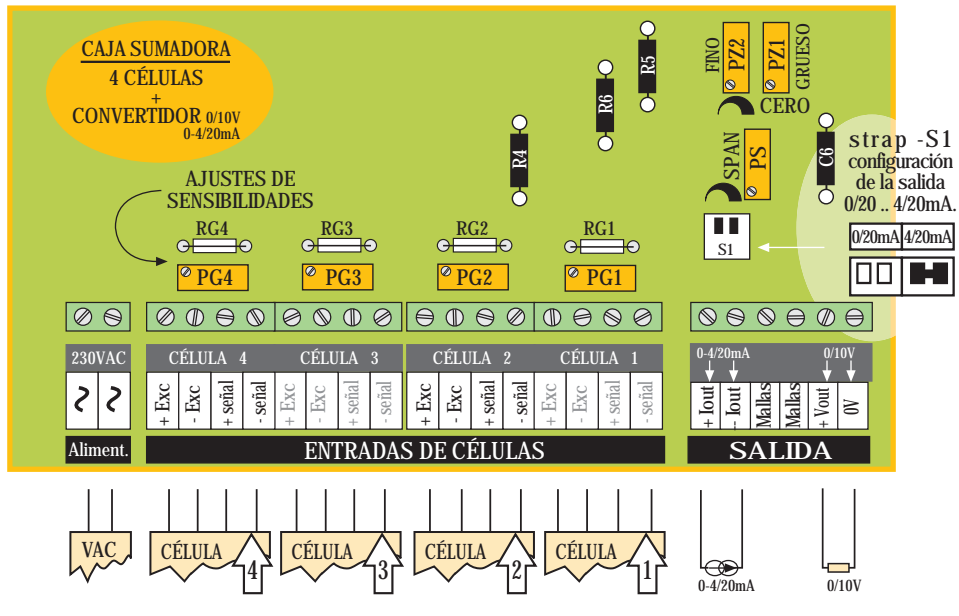 CAJA SUMADORA
4 CÉLULAS
+
CONVERTIDOR 0/10V
0-4/20mA
AJUSTES DE
SENSIBILIDADES
RG4
RG3
RG2
RG1
PG4
PG3
PG2
PG1
R4
R6
R5
FINO
PZ2
PZ1
GRUESO
CERO
SPAN
PS
C6
S1
strap -S1
configuración
de la salida
0/20 .. 4/20mA.
0/20mA
4/20mA
230VAC
CÉLULA 4
CÉLULA 3
CÉLULA 2
CÉLULA 1
0-4/20mA
0/10V
+ Exc
- Exc
+ señal
- señal
+ Exc
- Exc
+ señal
- señal
+ Exc
- Exc
+ señal
- señal
+ Exc
- Exc
+ señal
- señal
+ Iout
-- Iout
Mallas
Mallas
+ Vout
0V
Aliment.
ENTRADAS DE CÉLULAS
SALIDA
VAC
CÉLULA 4
CÉLULA 3
CÉLULA 2
CÉLULA 1
0-4/20mA
0/10V